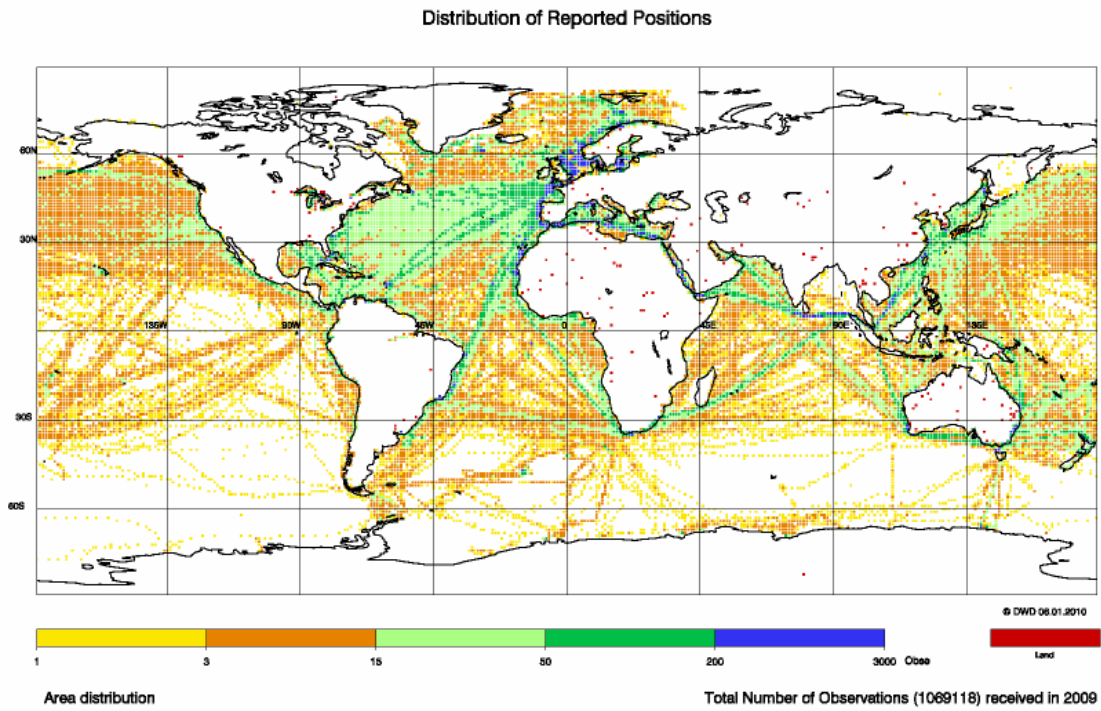 Distribution of Reported Positions
60N
30N
135W 90W 45W 0 45E 90E 135E
30S
60S
© DWD 06.01.2010
1 3 15 50 200 3000 Obse Land
Area distribution Total Number of Observations (1069118) received in 2009